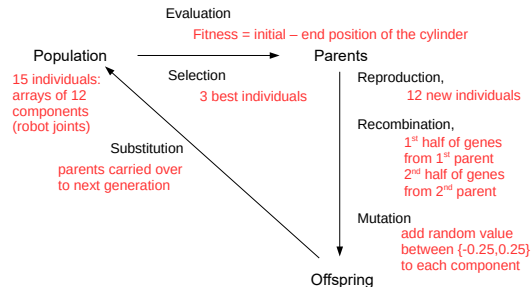 Evaluation
Fitness = initial – end position of the cylinder
Population
Parents
15 individuals:
arrays of 12
components
(robot joints)
Selection
3 best individuals
Reproduction,
12 new individuals
Recombination,
1st half of genes
from 1st parent
2nd half of genes
from 2nd parent
Substitution
parents carried over
to next generation
Mutation
add random value
between {-0.25,0.25}
to each component
Offspring